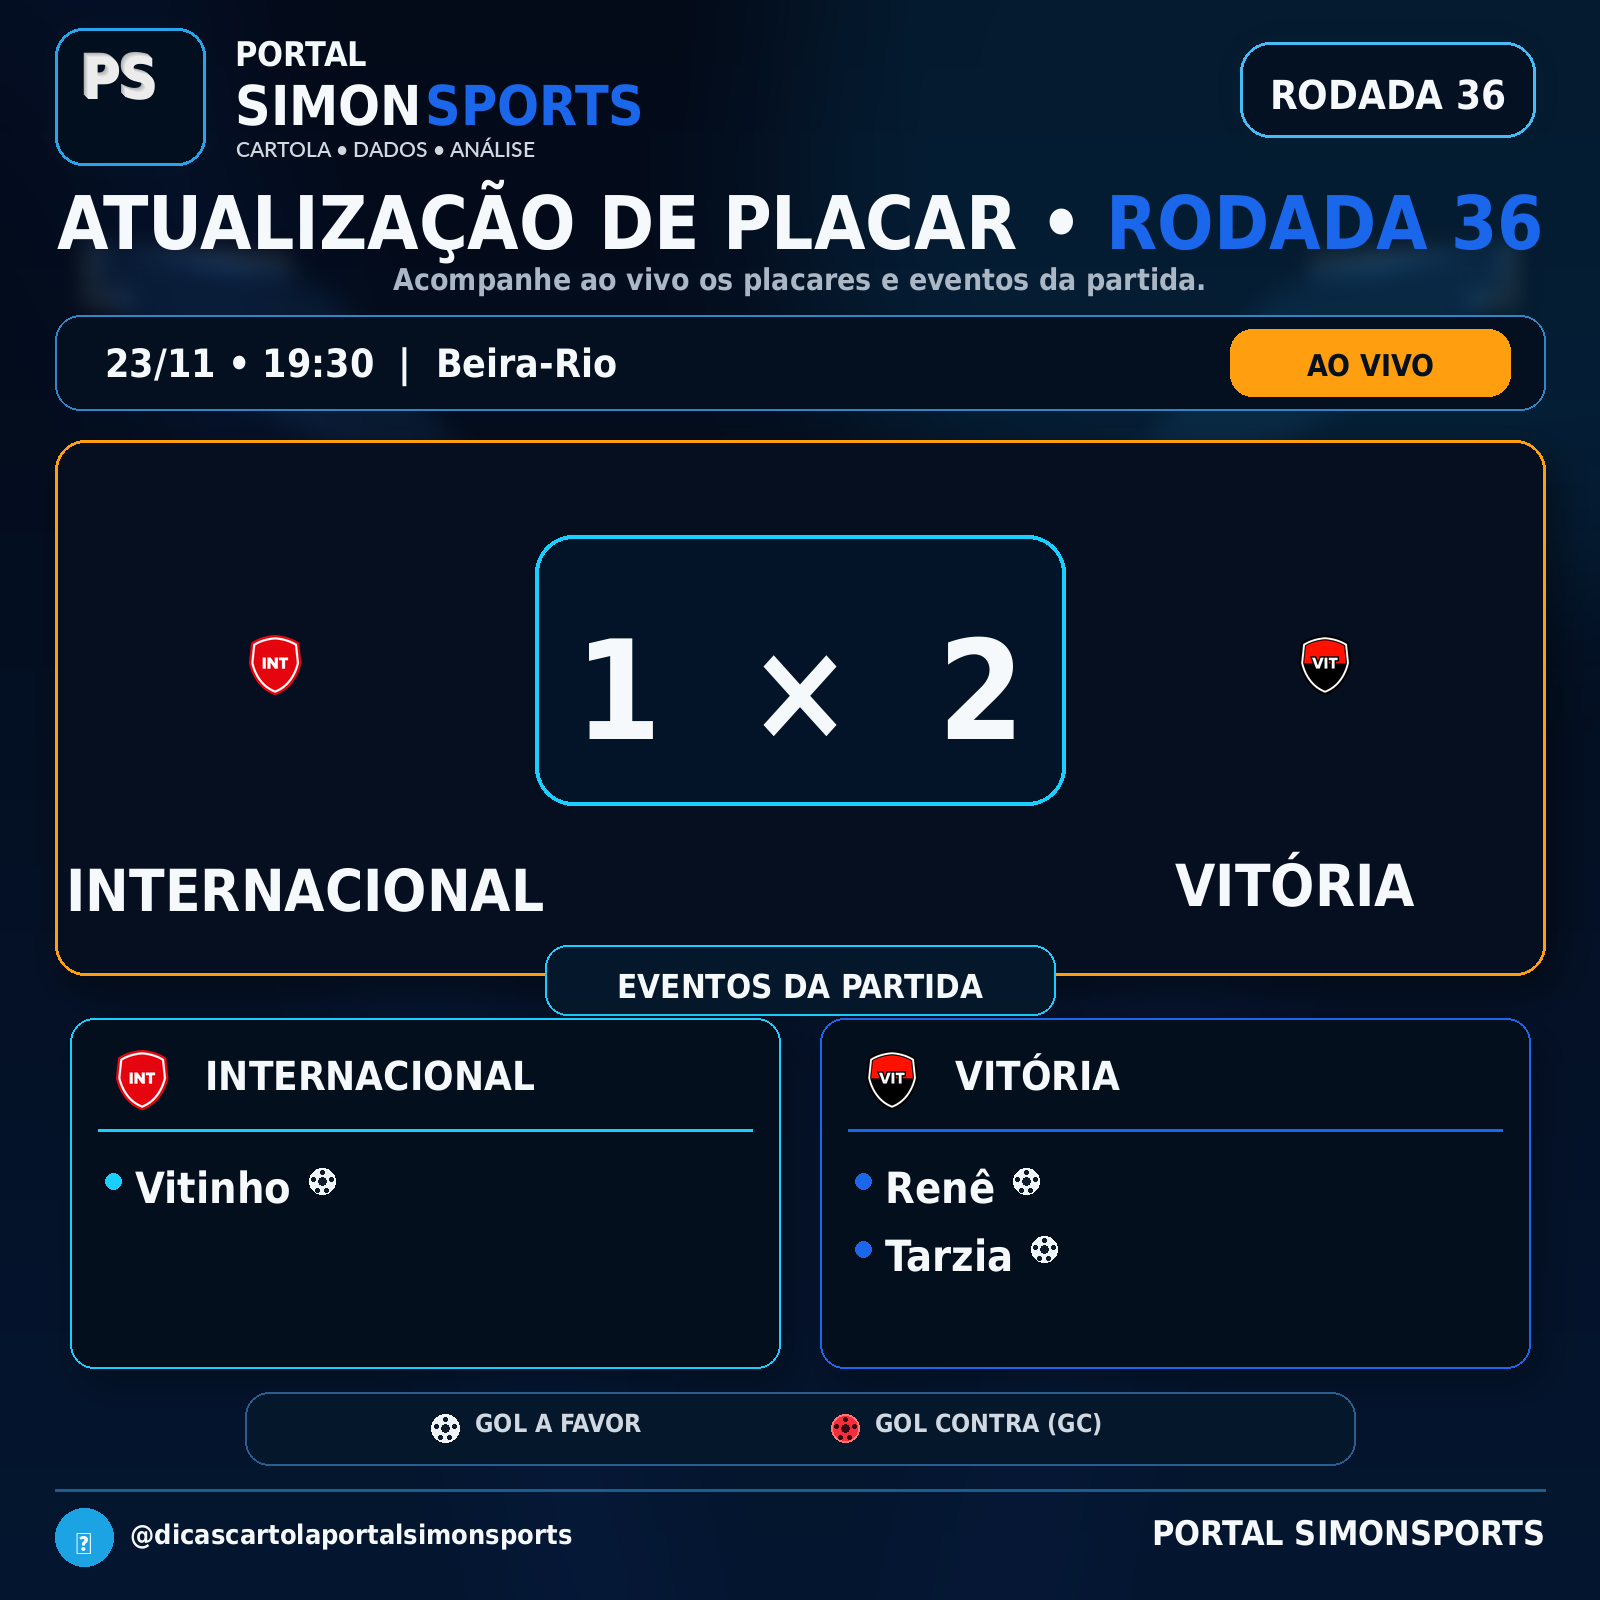 PS
PORTAL
SIMONSPORTS
CARTOLA • DADOS • ANÁLISE
RODADA 36
ATUALIZAÇÃO DE PLACAR • RODADA 36
Acompanhe ao vivo os placares e eventos da partida.
23/11 • 19:30 | Beira-Rio
AO VIVO
INT
1 × 2
VIT
INTERNACIONAL
VITÓRIA
EVENTOS DA PARTIDA
INT
INTERNACIONAL
Vitinho
VIT
VITÓRIA
Renê
Tarzia
GOL A FAVOR
GOL CONTRA (GC)
@dicascartolaportalsimonsports
PORTAL SIMONSPORTS